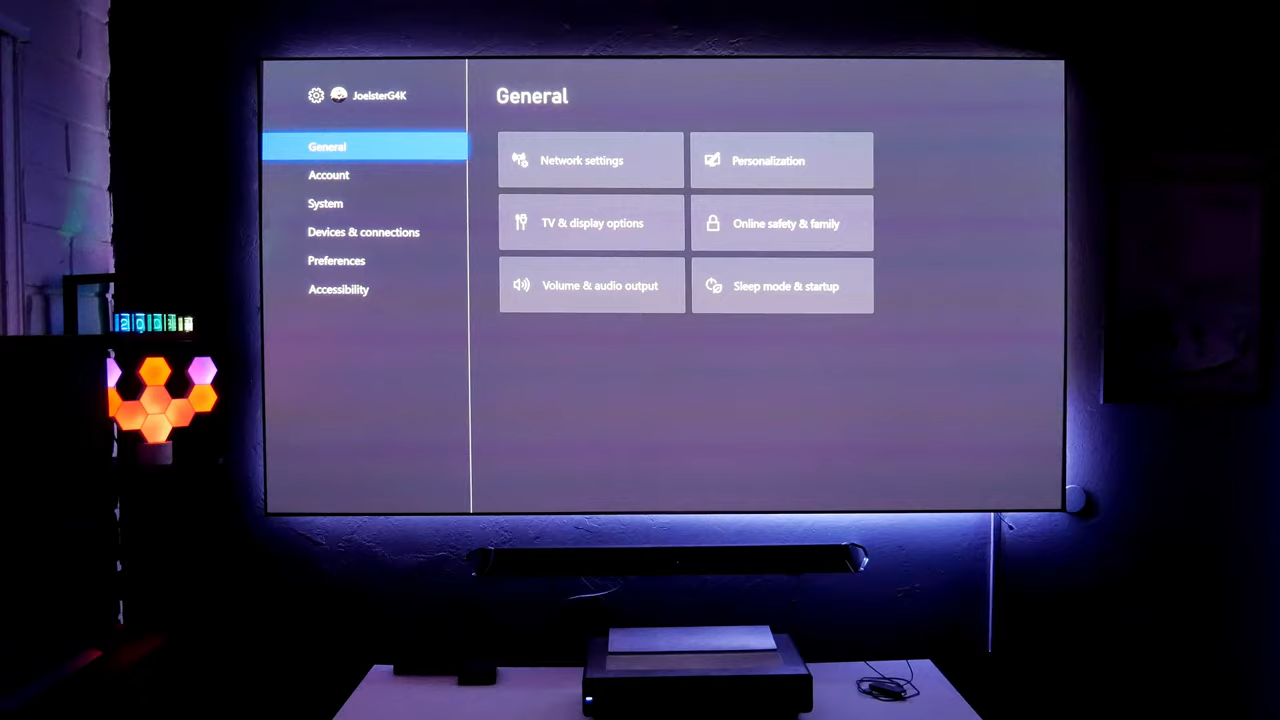 JoelsterG4K
General
Account
System
Devices & connections
Preferences
Accessibility
General
Network settings
Personalization
TV & display options
Online safety & family
Volume & audio output
Sleep mode & startup